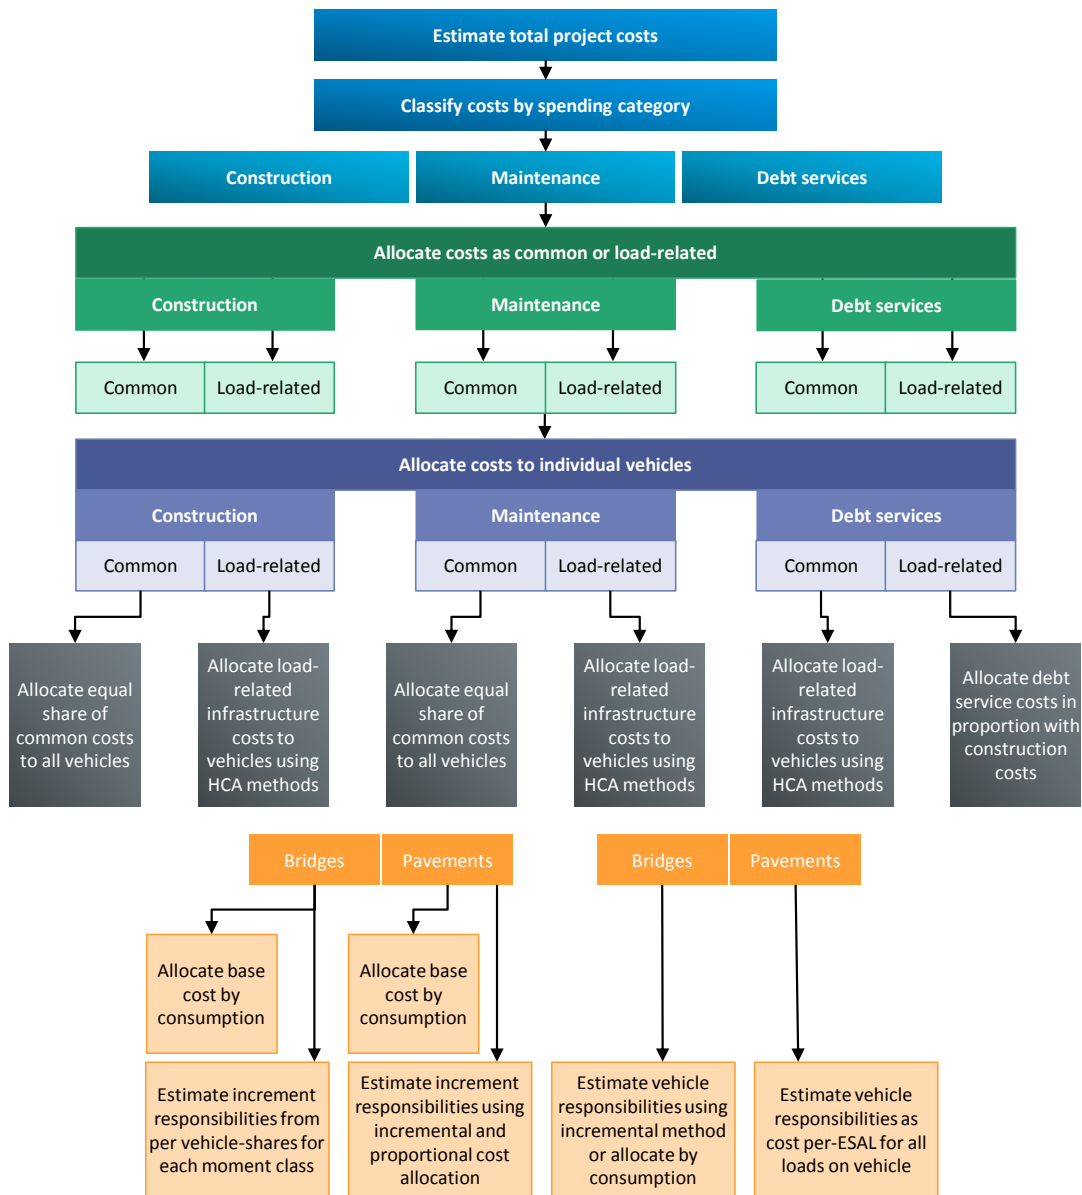 Estimate total project costs
Classify costs by spending category
Construction
Maintenance
Debt services
Allocate costs as common or load-related
Construction
Maintenance
Debt services
Common
Load-related
Common
Load-related
Common
Load-related
Allocate costs to individual vehicles
Construction
Maintenance
Debt services
Common
Load-related
Common
Load-related
Common
Load-related
Allocate equal
share of
common costs
to all vehicles
Allocate load-
related
infrastructure
costs to
vehicles using
HCA methods
Allocate equal
share of
common costs
to all vehicles
Allocate load-
related
infrastructure
costs to
vehicles using
HCA methods
Allocate load-
related
infrastructure
costs to
vehicles using
HCA methods
Allocate debt
service costs in
proportion with
construction
costs
Bridges
Pavements
Bridges
Pavements
Allocate base
cost by
consumption
Allocate base
cost by
consumption
Estimate increment
responsibilities from
per vehicle-shares for
each moment class
Estimate increment
responsibilities using
incremental and
proportional cost
allocation
Estimate vehicle
responsibilities using
incremental method
or allocate by
consumption
Estimate vehicle
responsibilities as
cost per-ESAL for all
loads on vehicle